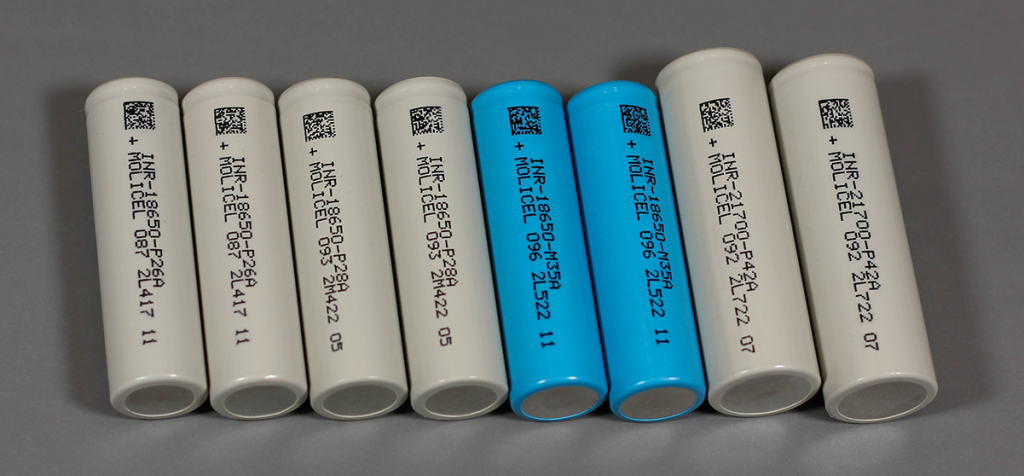 + INR-18650-P26A
MOLICEL 087 2L417 11
+ INR-18650-P26A
MOLICEL 087 2L417 11
+ INR-18650-P28A
MOLICEL 093 2M422 05
+ INR-18650-P28A
MOLICEL 093 2M422 05
+ INR-18650-M35A
MOLICEL 096 2L522 11
+ INR-18650-M35A
MOLICEL 096 2L522 11
+ INR-21700-P42A
MOLICEL 092 2L722 07
+ INR-21700-P42A
MOLICEL 092 2L722 07